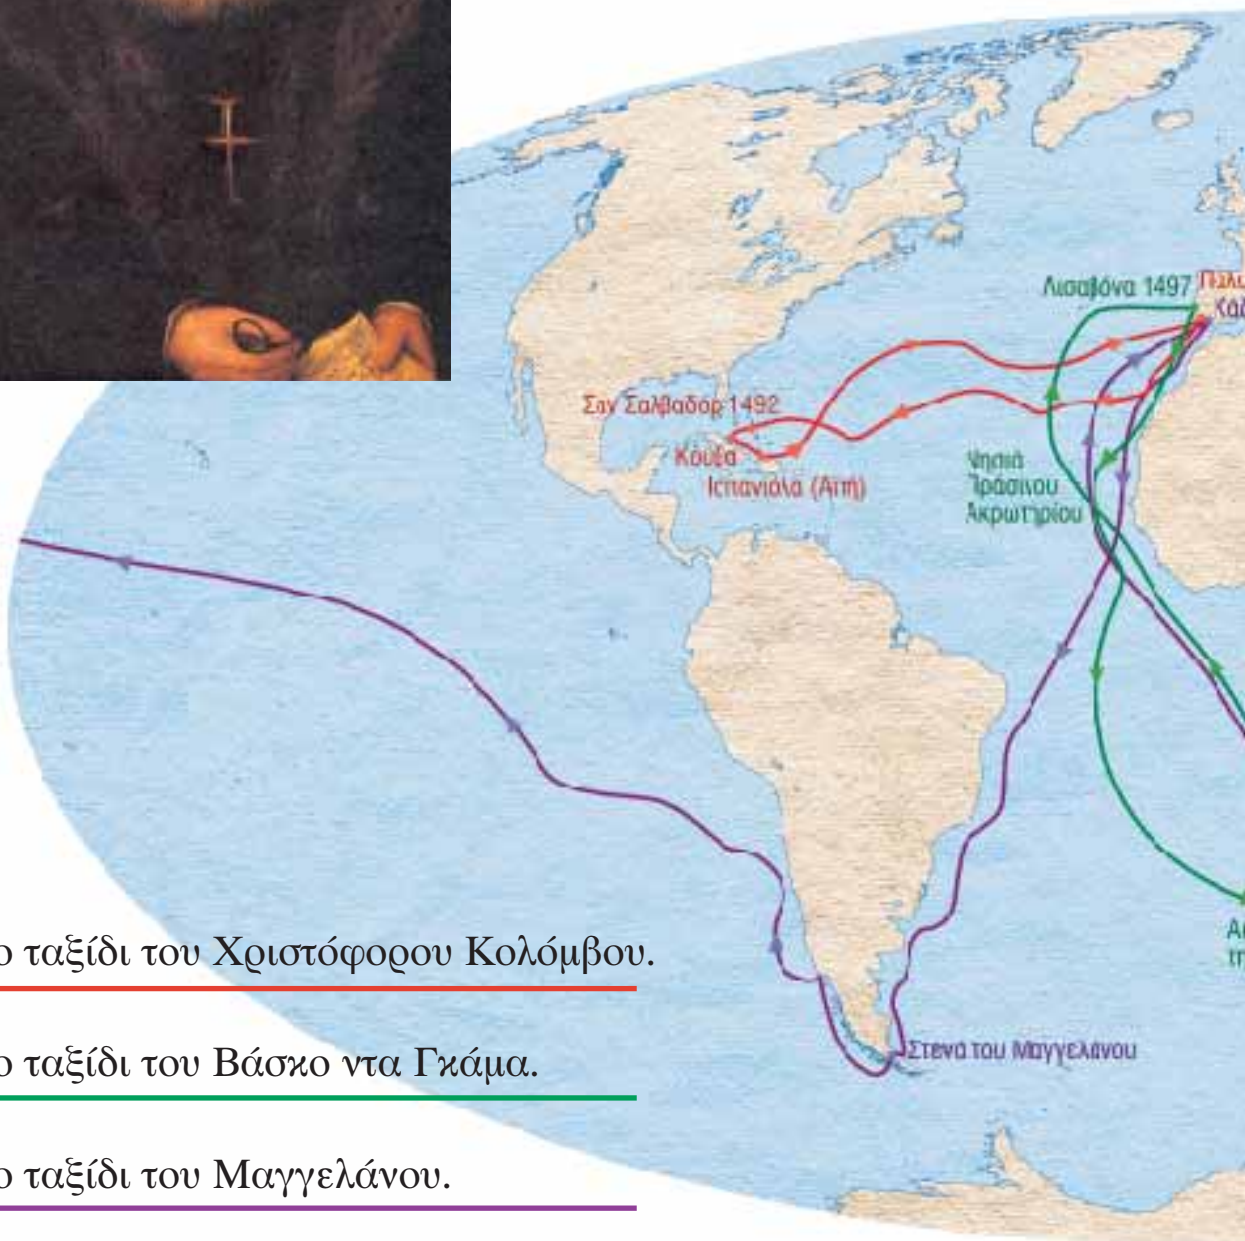 Λισαβόνα 1497
Σαν Σαλβαδορ 1492
Κούβα
Ισπανιόλα (Αϊτή)
Νησιά
Πράσινου
Ακρωτηρίου
ο ταξίδι του Χριστόφορου Κολόμβου.
Στενά του Μαγγελάνου
ο ταξίδι του Βάσκο ντα Γκάμα.
ο ταξίδι του Μαγγελάνου.